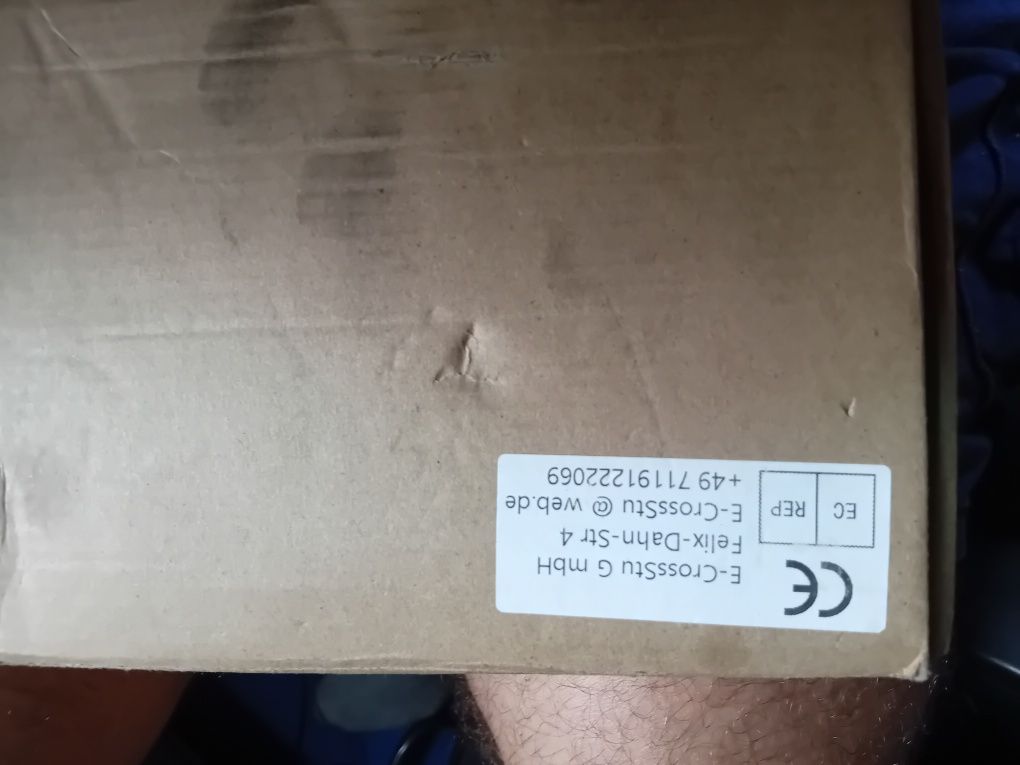 CE
E-CrossStu G mbH
Felix-Dahn-Str 4
E-CrossStu @ web.de
+49 71191222069
EC REP